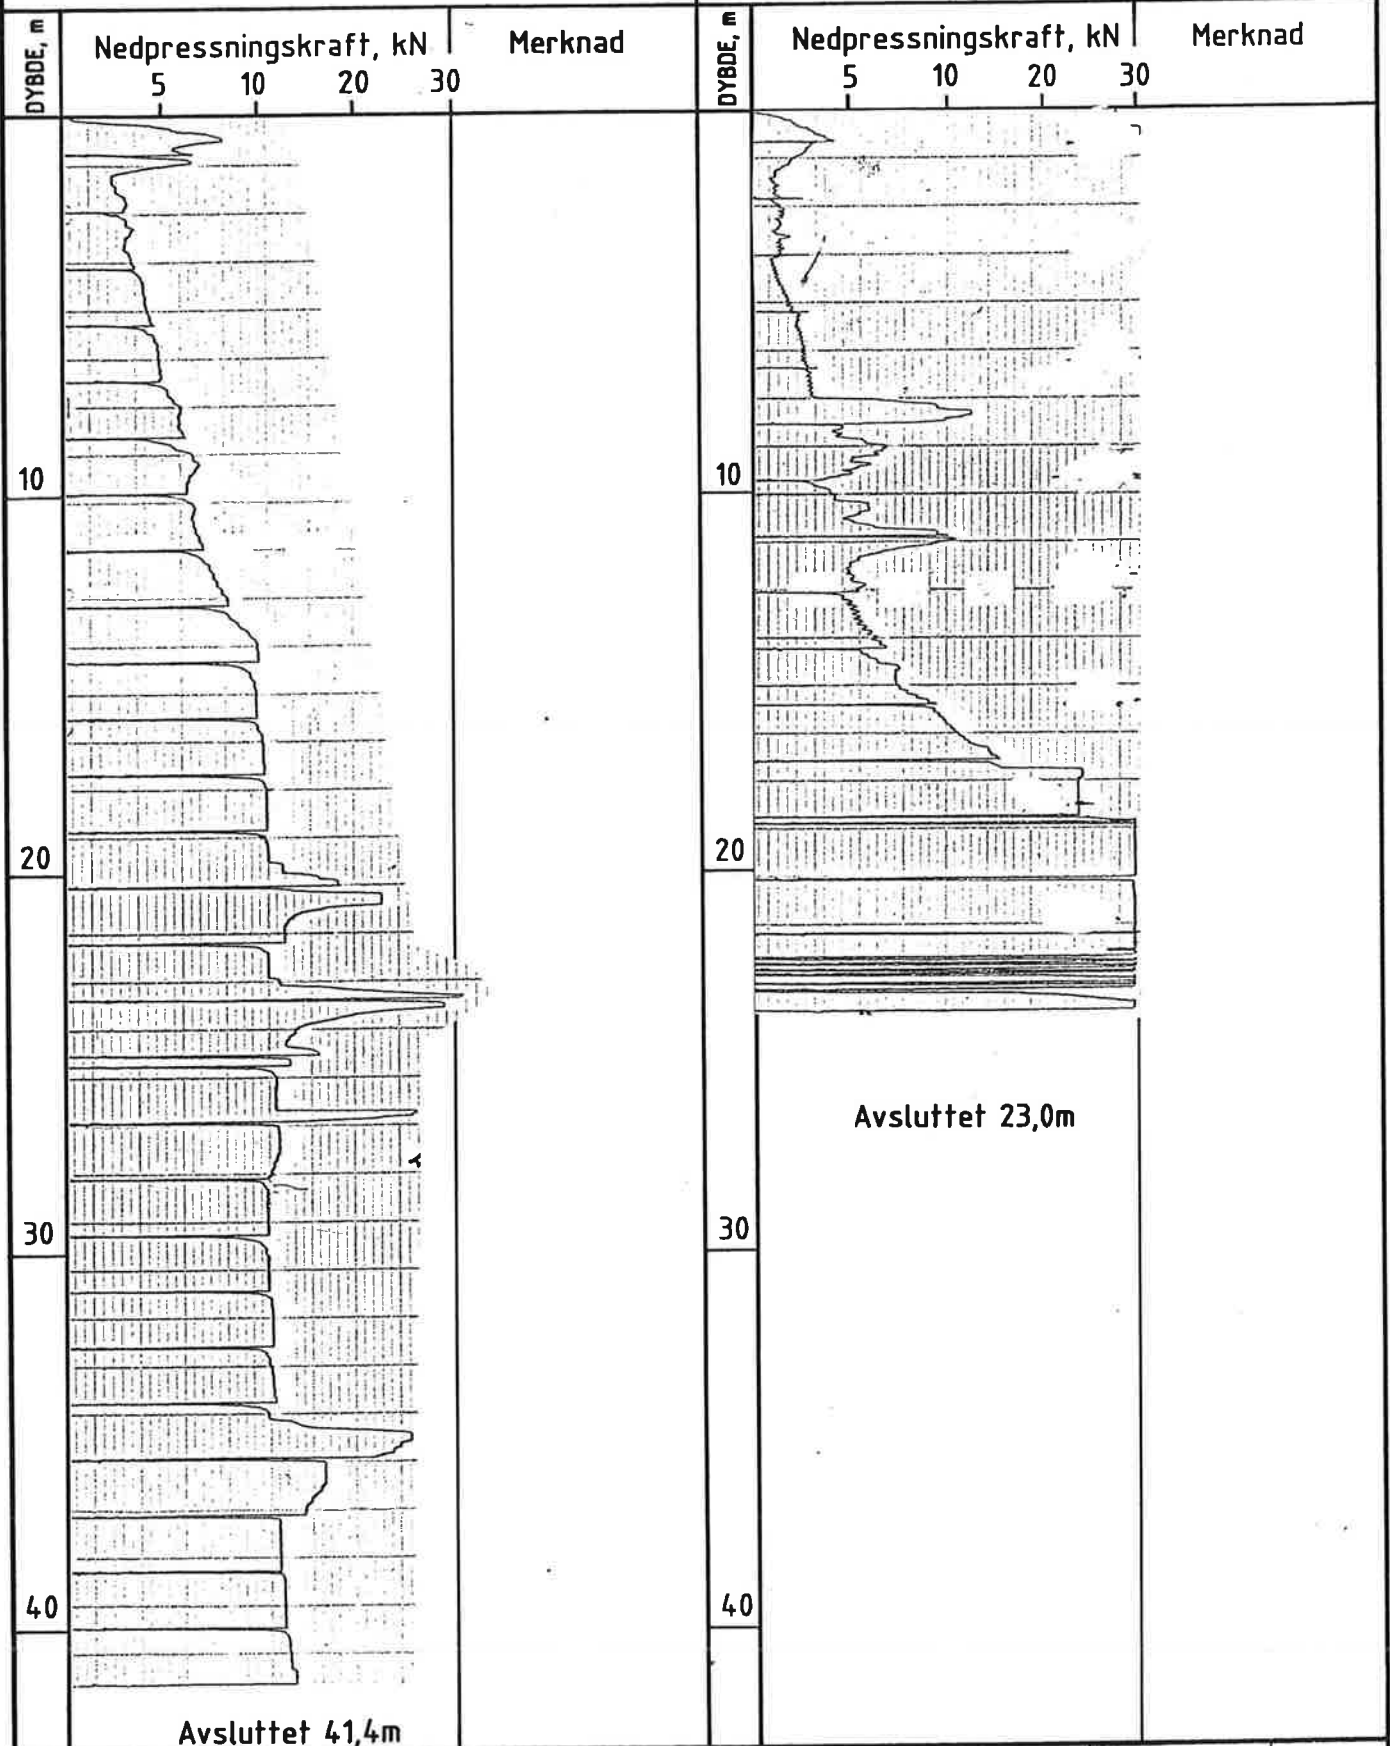 DYBDE, m
Nedpressningskraft, kN
Merknad
5 10 20 30
10
20
30
40
Avsluttet 41,4m
DYBDE, m
Nedpressningskraft, kN
Merknad
5 10 20 30
10
20
30
40
Avsluttet 23,0m